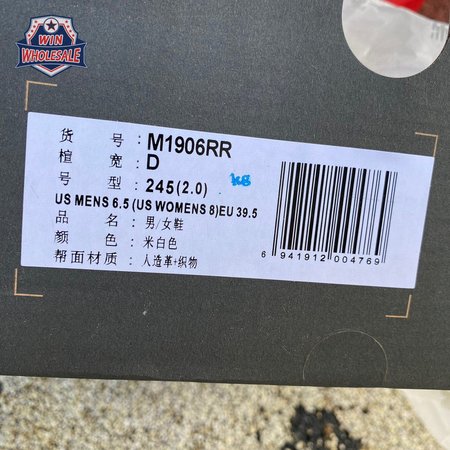 WIN
WHOLESALE
货 号: M1906RR
楦 宽: D
号 型: 245(2.0)
US MENS 6.5 (US WOMENS 8)EU 39.5
品 名: 男/女鞋
颜 色: 米白色
帮面材质: 人造革+织物
6 941912 004769